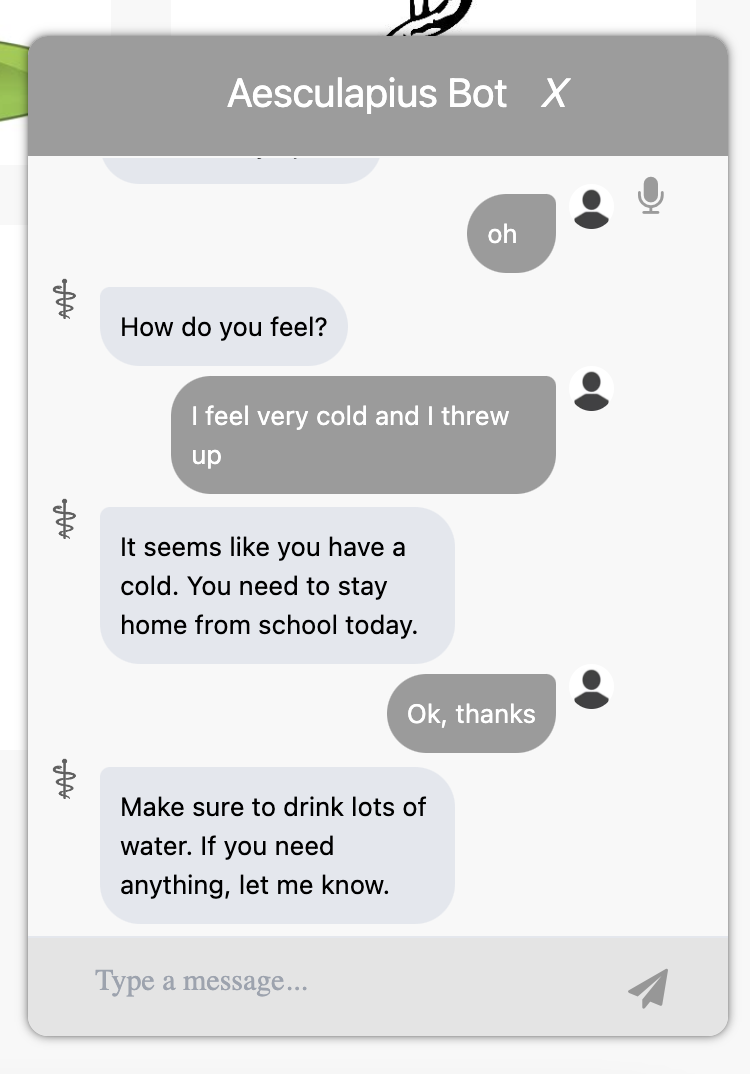 Aesculapius Bot X
oh
How do you feel?
I feel very cold and I threw
up
It seems like you have a
cold. You need to stay
home from school today.
Ok, thanks
Make sure to drink lots of
water. If you need
anything, let me know.
Type a message...